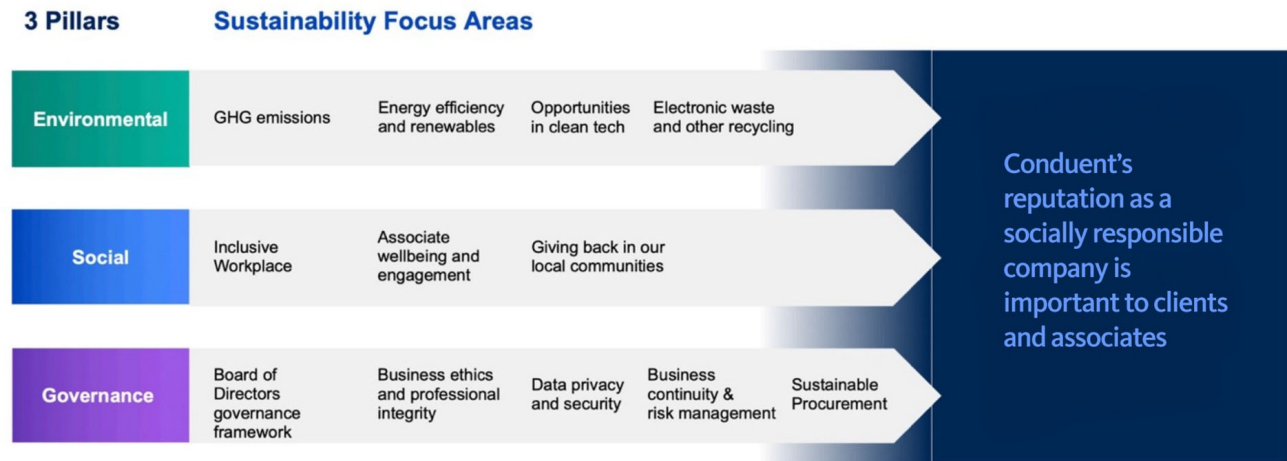 3 Pillars
Sustainability Focus Areas
Environmental
GHG emissions
Energy efficiency
and renewables
Opportunities
in clean tech
Electronic waste
and other recycling
Social
Inclusive
Workplace
Associate
wellbeing and
engagement
Giving back in our
local communities
Governance
Board of
Directors
governance
framework
Business ethics
and professional
integrity
Data privacy
and security
Business
continuity &
risk management
Sustainable
Procurement
Conduent’s
reputation as a
socially responsible
company is
important to clients
and associates